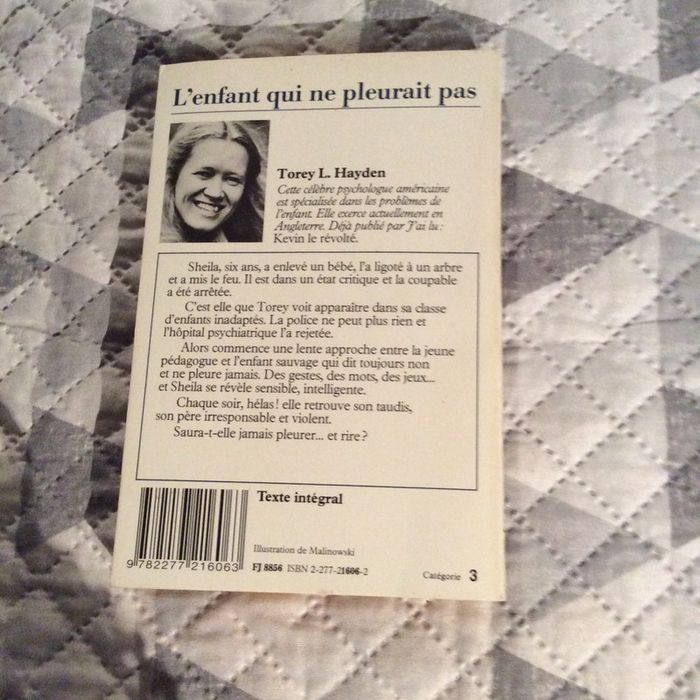 L'enfant qui ne pleurait pas
Torey L. Hayden
Cette célèbre psychologue américaine
est spécialisée dans les problèmes de
l'enfant. Elle exerce actuellement en
Angleterre. Déjà publié par J'ai lu :
Kevin le révolté.
Sheila, six ans, a enlevé un bébé, l'a ligoté à un arbre
et a mis le feu. Il est dans un état critique et la coupable
a été arrêtée.
C'est elle que Torey voit apparaître dans sa classe
d'enfants inadaptés. La police ne peut plus rien et
l'hôpital psychiatrique l'a rejetée.
Alors commence une lente approche entre la jeune
pédagogue et l'enfant sauvage qui dit toujours non
et ne pleure jamais. Des gestes, des mots, des jeux...
et Sheila se révèle sensible, intelligente.
Chaque soir, hélas ! elle retrouve son taudis,
son père irresponsable et violent.
Saura-t-elle jamais pleurer... et rire ?
Texte intégral
Illustration de Malinowski
9 782277 216063
FJ 8856 ISBN 2-277-21606-2
Catégorie 3